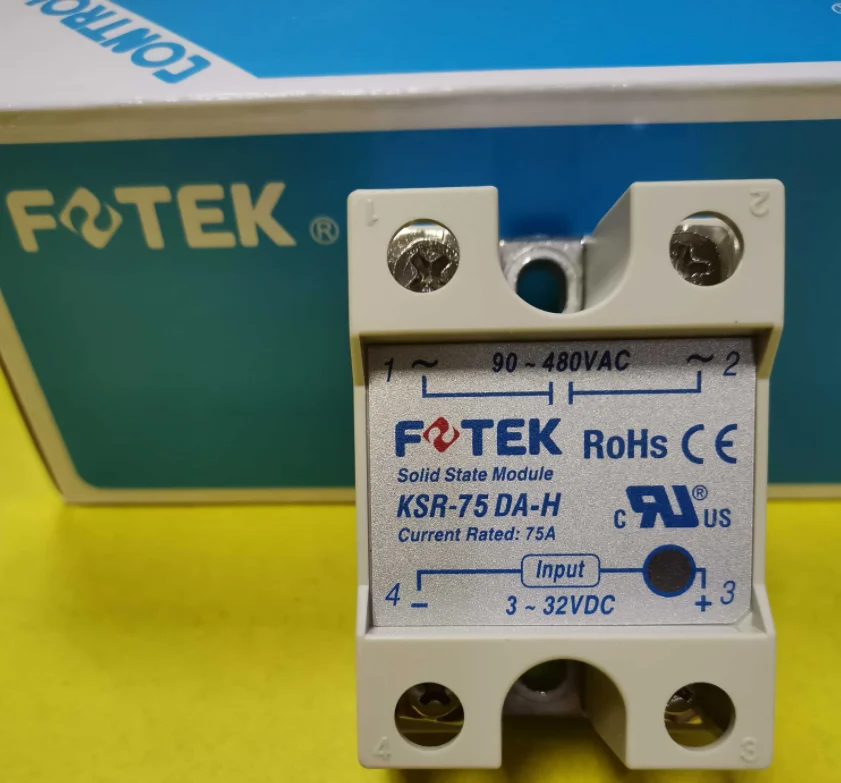 CONTROL
FOTEK ®
1
2
1 ~ 90 ~ 480VAC ~ 2
FOTEK RoHs CE
Solid State Module
KSR-75 DA-H
C RU ® US
Current Rated: 75A
Input
4 - 3 ~ 32VDC + 3
4
3